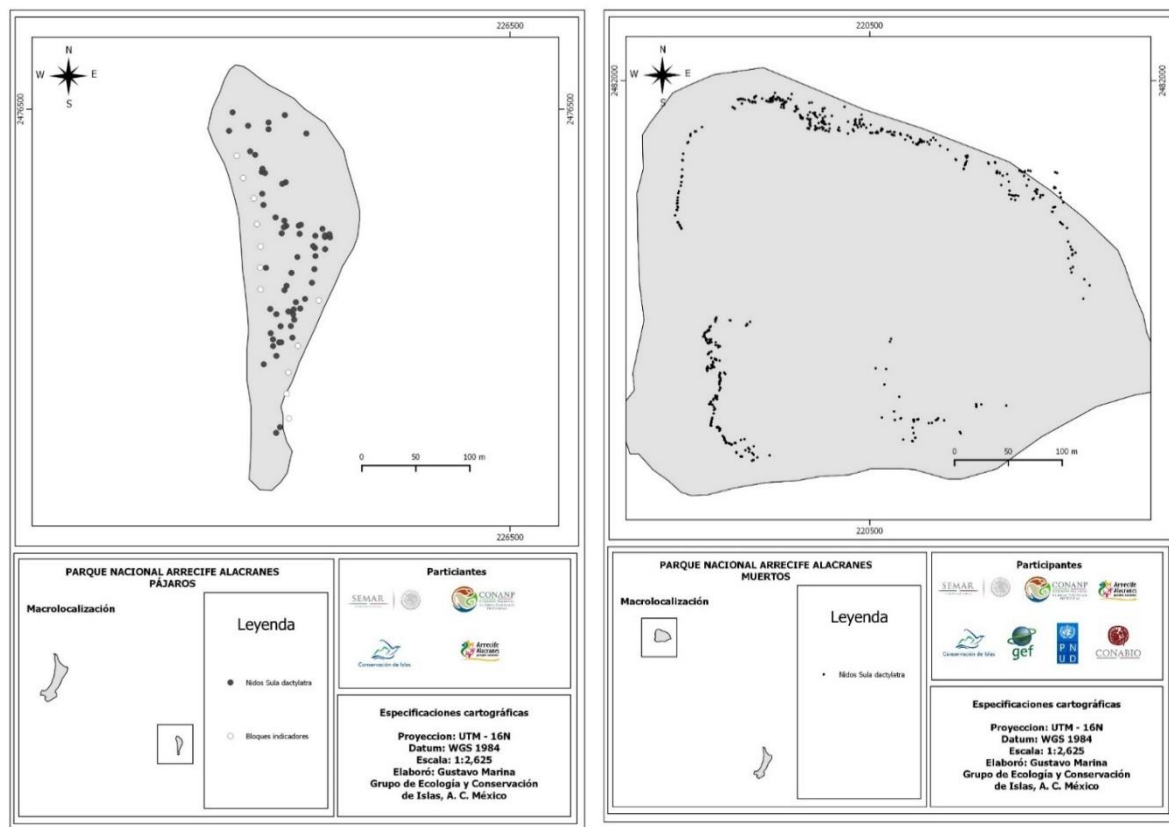 226500
N
W E
S
2476500
2476500
0 50 100 m
226500
PARQUE NACIONAL ARRECIFE ALACRANES
PÁJAROS
Macrolocalización
Leyenda
Nidos Sula dactylatra
Bloques indicadores
Particiantes
SEMAR
CONANP
Conservación de Islas
Arrecife
Alacranes
Especificaciones cartográficas
Proyeccion: UTM - 16N
Datum: WGS 1984
Escala: 1:2,625
Elaboró: Gustavo Marina
Grupo de Ecología y Conservación
de Islas, A. C. México
220500
N
W E
S
2482000
2482000
0 50 100 m
220500
PARQUE NACIONAL ARRECIFE ALACRANES
MUERTOS
Macrolocalización
Leyenda
Nidos Sula dactylatra
Participantes
SEMAR
CONANP
Arrecife
Alacranes
Conservación de Islas
gef
P N
U D
CONABIO
Especificaciones cartográficas
Proyeccion: UTM - 16N
Datum: WGS 1984
Escala: 1:2,625
Elaboró: Gustavo Marina
Grupo de Ecología y Conservación
de Islas, A. C. México